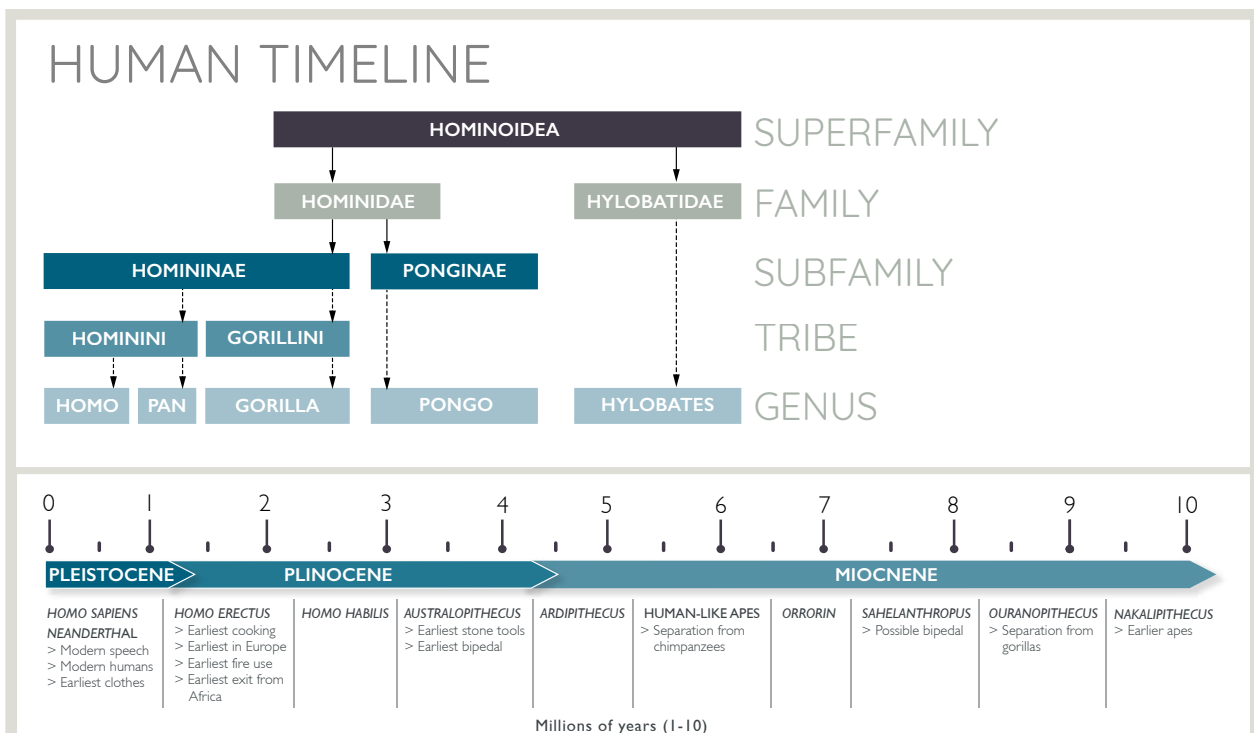 HUMAN TIMELINE
HOMINOIDEA
SUPERFAMILY
HOMINIDAE
HYLOBATIDAE
FAMILY
HOMININAE
PONGINAE
SUBFAMILY
HOMININI
GORILLINI
TRIBE
HOMO
PAN
GORILLA
PONGO
HYLOBATES
GENUS
0 1 2 3 4 5 6 7 8 9 10
PLEISTOCENE
PLINOCENE
MIOCNENE
HOMO SAPIENS
NEANDERTHAL
> Modern speech
> Modern humans
> Earliest clothes
HOMO ERECTUS
> Earliest cooking
> Earliest in Europe
> Earliest fire use
> Earliest exit from
Africa
HOMO HABILIS
AUSTRALOPITHECUS
> Earliest stone tools
> Earliest bipedal
ARDIPITHECUS
HUMAN-LIKE APES
> Separation from
chimpanzees
ORRORIN
SAHELANTHROPUS
> Possible bipedal
OURANOPITHECUS
> Separation from
gorillas
NAKALIPITHECUS
> Earlier apes
Millions of years (1-10)